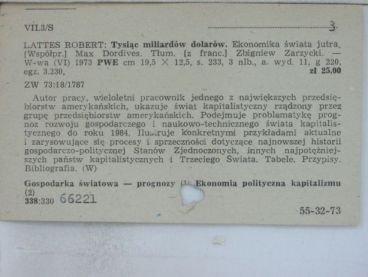 VII.3/S 3
LATTES ROBERT: Tysiąc miliardów dolarów. Ekonomika świata jutra.
[Współpr.] Max Dordives. Tłum. [z franc.] Zbigniew Zarzycki. —
W-wa (VI) 1973 PWE cm 19,5 × 12,5, s. 233, 3 nlb., a. wyd. 11, g 220,
egz. 3.230, zł 25,00
ZW 73/18/1787
Autor pracy, wieloletni pracownik jednego z największych przedsię-
biorstw amerykańskich, ukazuje świat kapitalistyczny rządzony przez
grupę przedsiębiorstw amerykańskich. Podejmuje problematykę prog-
noz rozwoju gospodarczego i naukowo-technicznego świata kapitalis-
tycznego do roku 1984. Ilustruje konkretnymi przykładami aktualne
i zarysowujące się procesy i sprzeczności dotyczące najnowszej historii
gospodarczo-politycznej Stanów Zjednoczonych, innych najpotężniej-
szych państw kapitalistycznych i Trzeciego Świata. Tabele. Przypisy.
Bibliografia. (W)
Gospodarka światowa — prognozy (1) Ekonomia polityczna kapitalizmu
(2)
338:330 66221
55-32-73